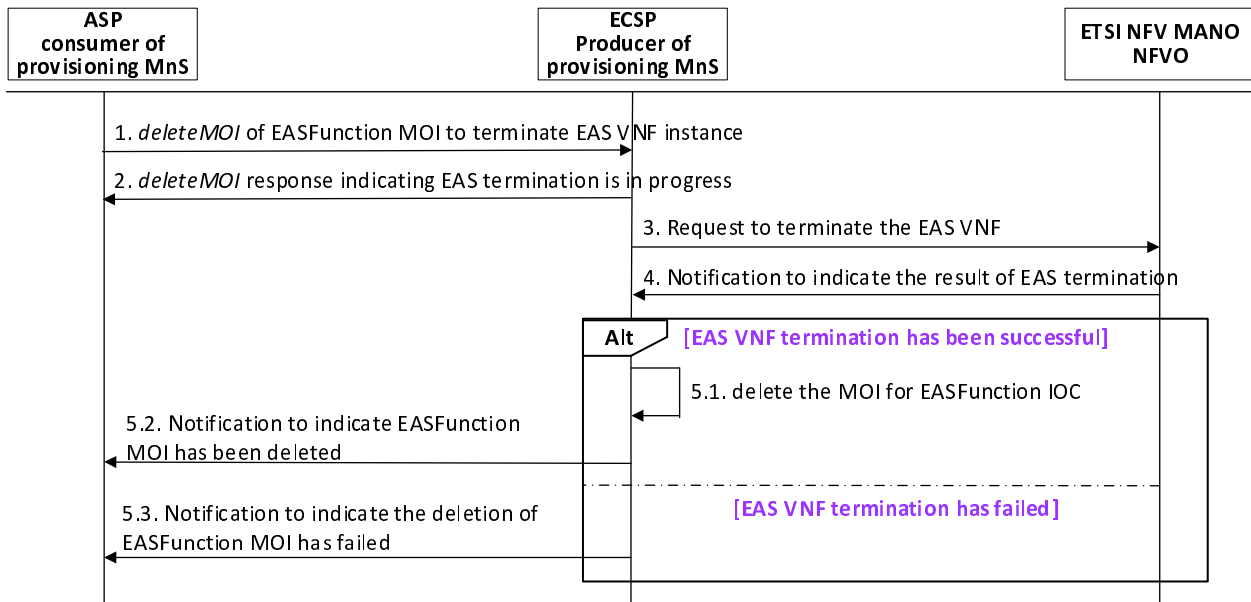 ASP
consumer of
provisioning MnS
ECSP
Producer of
provisioning MnS
ETSI NFV MANO
NFVO
1. deleteMOI of EASFunction MOI to terminate EAS VNF instance
2. deleteMOI response indicating EAS termination is in progress
3. Request to terminate the EAS VNF
4. Notification to indicate the result of EAS termination
Alt
[EAS VNF termination has been successful]
5.1. delete the MOI for EASFunction IOC
5.2. Notification to indicate EASFunction
MOI has been deleted
[EAS VNF termination has failed]
5.3. Notification to indicate the deletion of
EASFunction MOI has failed